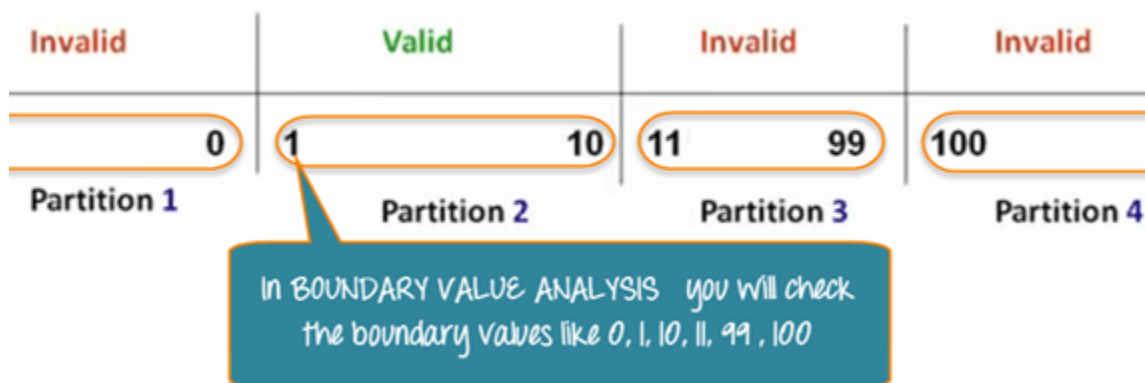 Invalid Valid Invalid Invalid
0 1 10 11 99 100
Partition 1 Partition 2 Partition 3 Partition 4
In BOUNDARY VALUE ANALYSIS you will check
the boundary values like 0, 1, 10, 11, 99 , 100